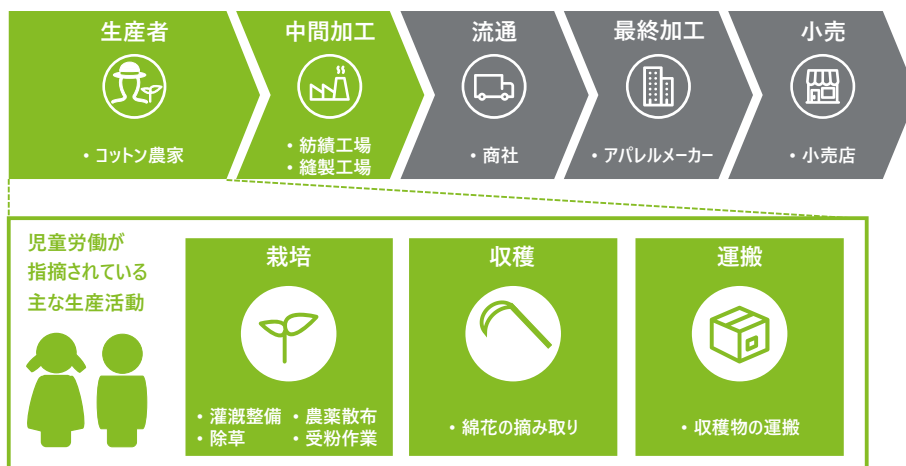 生産者
・コットン農家
中間加工
・紡績工場
・縫製工場
流通
・商社
最終加工
・アパレルメーカー
小売
・小売店
児童労働が
指摘されている
主な生産活動
栽培
・灌漑整備 ・農薬散布
・除草 ・受粉作業
収穫
・綿花の摘み取り
運搬
・収穫物の運搬